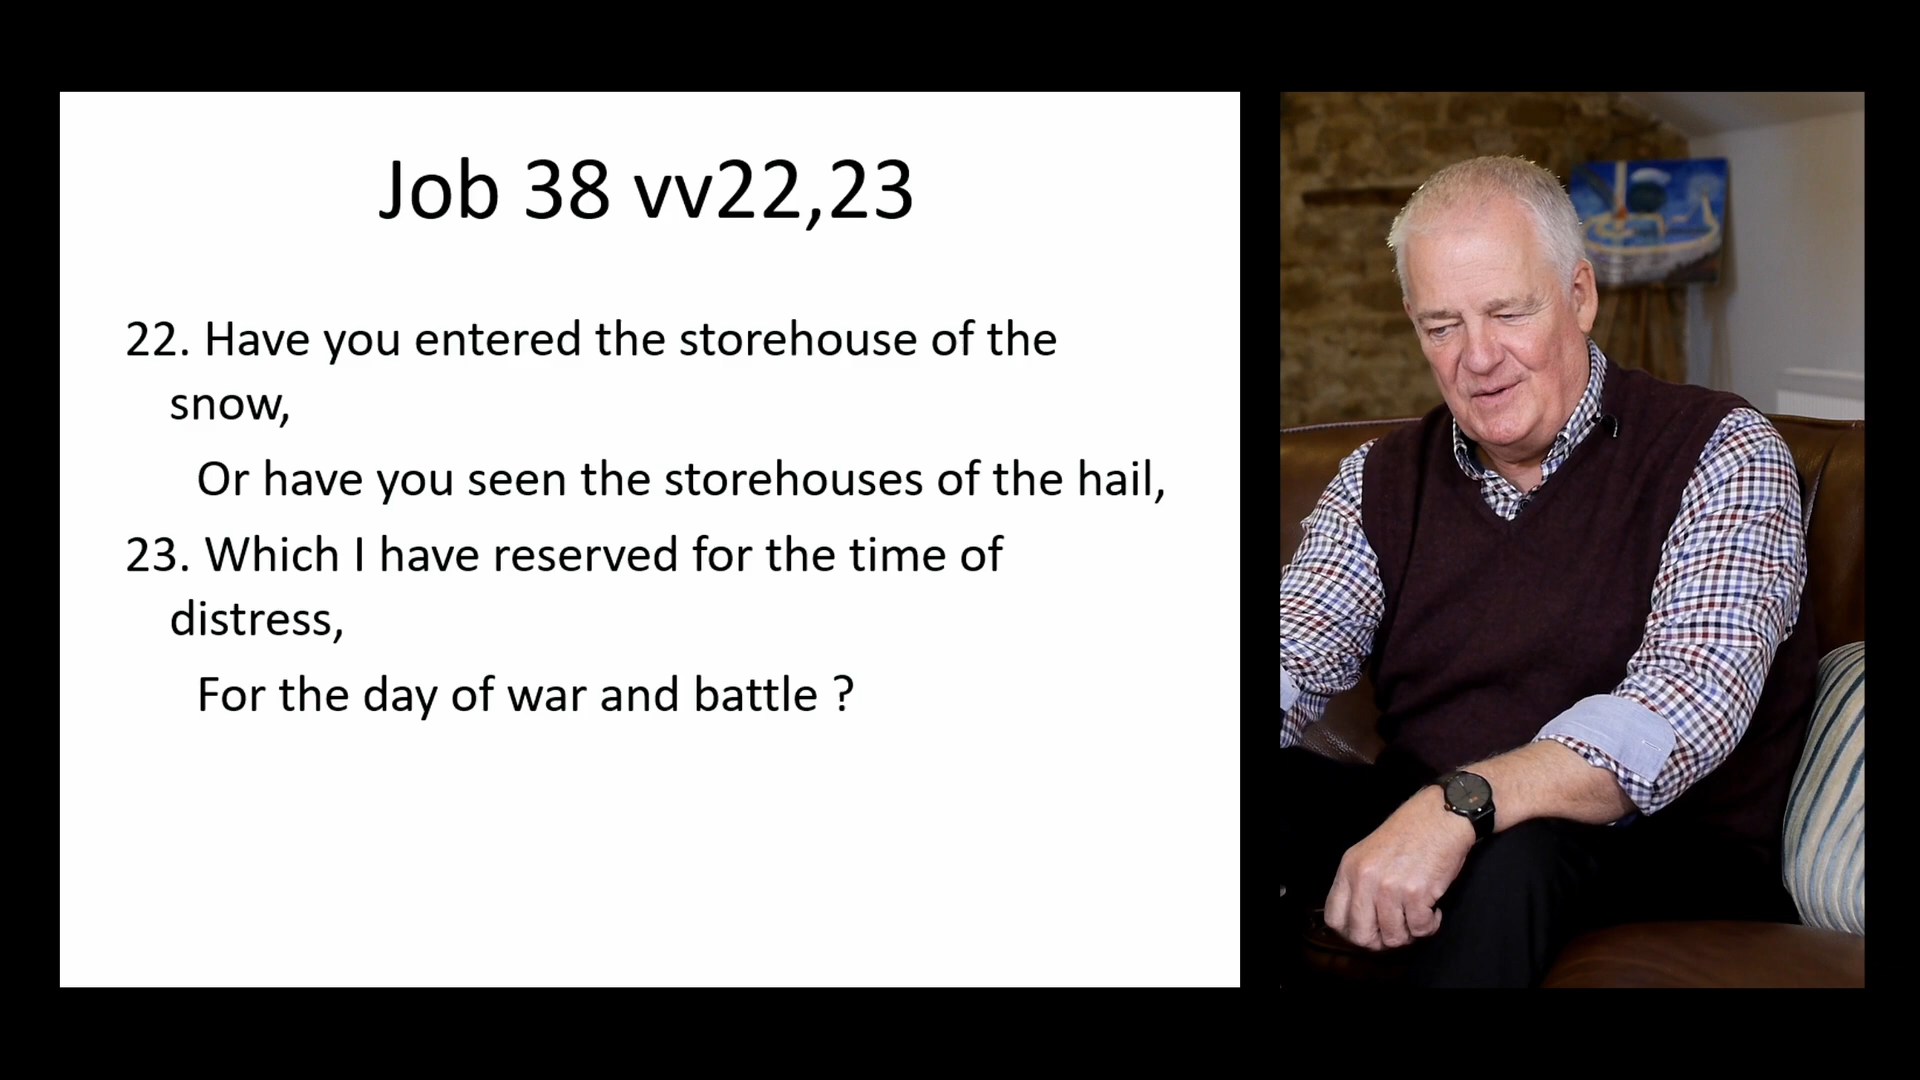 Job 38 vv22,23
22. Have you entered the storehouse of the
snow,
Or have you seen the storehouses of the hail,
23. Which I have reserved for the time of
distress,
For the day of war and battle ?